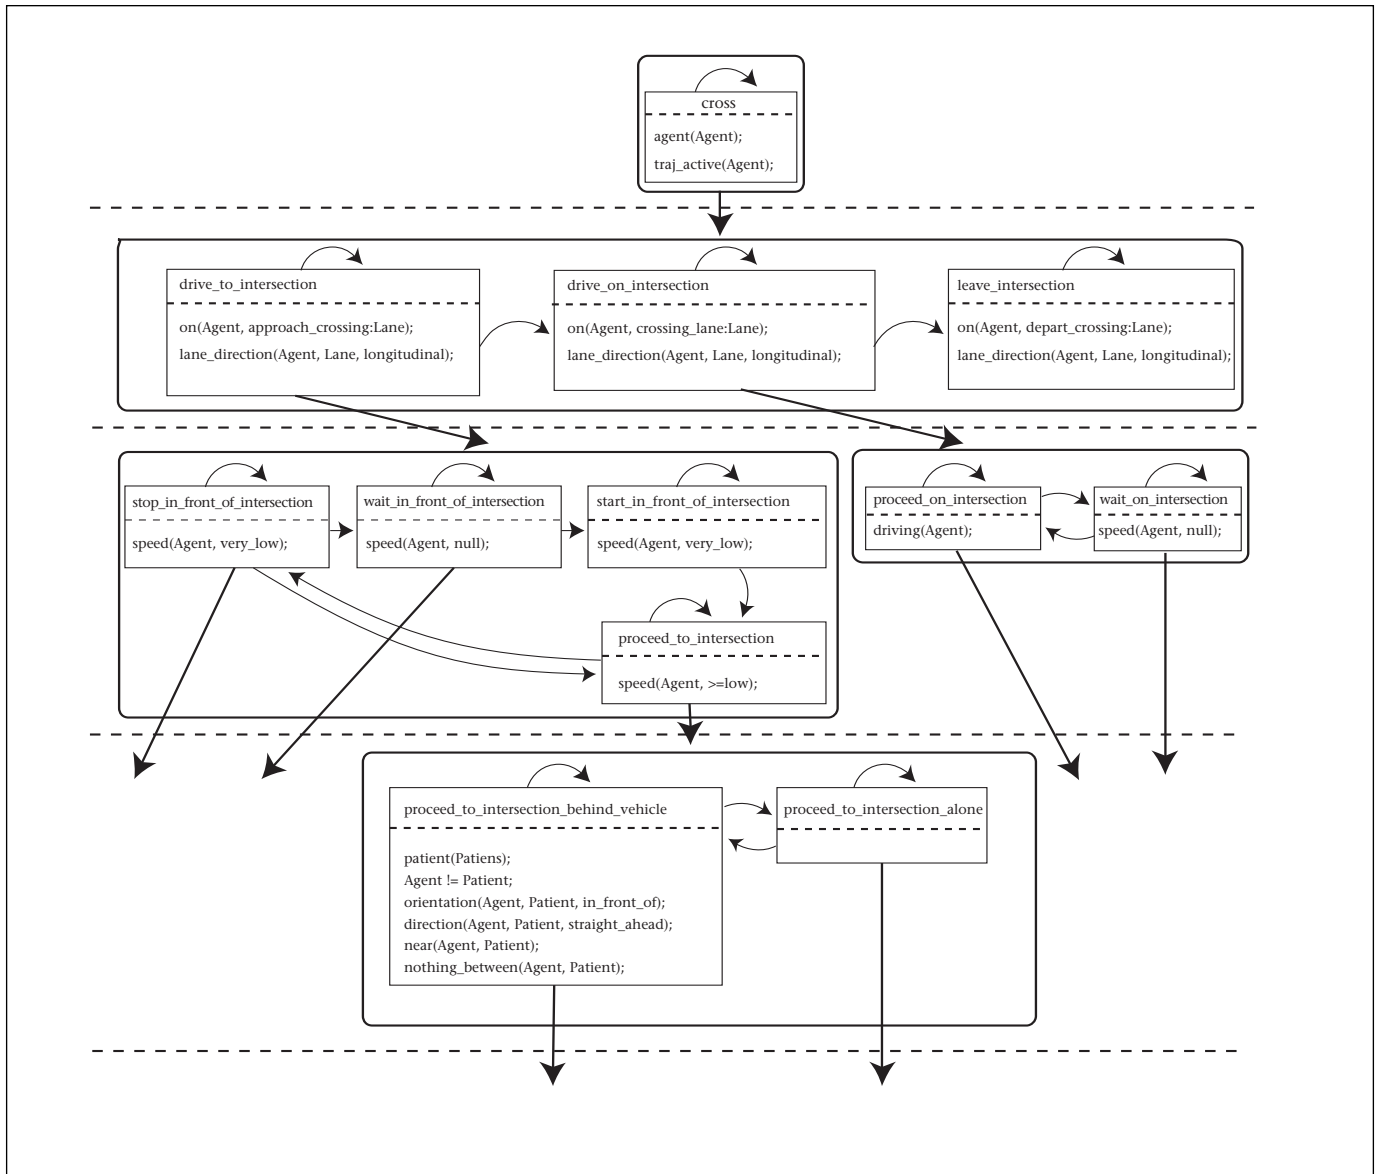 cross
agent(Agent);
traj_active(Agent);
drive_to_intersection
on(Agent, approach_crossing:Lane);
lane_direction(Agent, Lane, longitudinal);
drive_on_intersection
on(Agent, crossing_lane:Lane);
lane_direction(Agent, Lane, longitudinal);
leave_intersection
on(Agent, depart_crossing:Lane);
lane_direction(Agent, Lane, longitudinal);
stop_in_front_of_intersection
speed(Agent, very_low);
wait_in_front_of_intersection
speed(Agent, null);
start_in_front_of_intersection
speed(Agent, very_low);
proceed_to_intersection
speed(Agent, >=low);
proceed_on_intersection
driving(Agent);
wait_on_intersection
speed(Agent, null);
proceed_to_intersection_behind_vehicle
patient(Patiens);
Agent != Patient;
orientation(Agent, Patient, in_front_of);
direction(Agent, Patient, straight_ahead);
near(Agent, Patient);
nothing_between(Agent, Patient);
proceed_to_intersection_alone